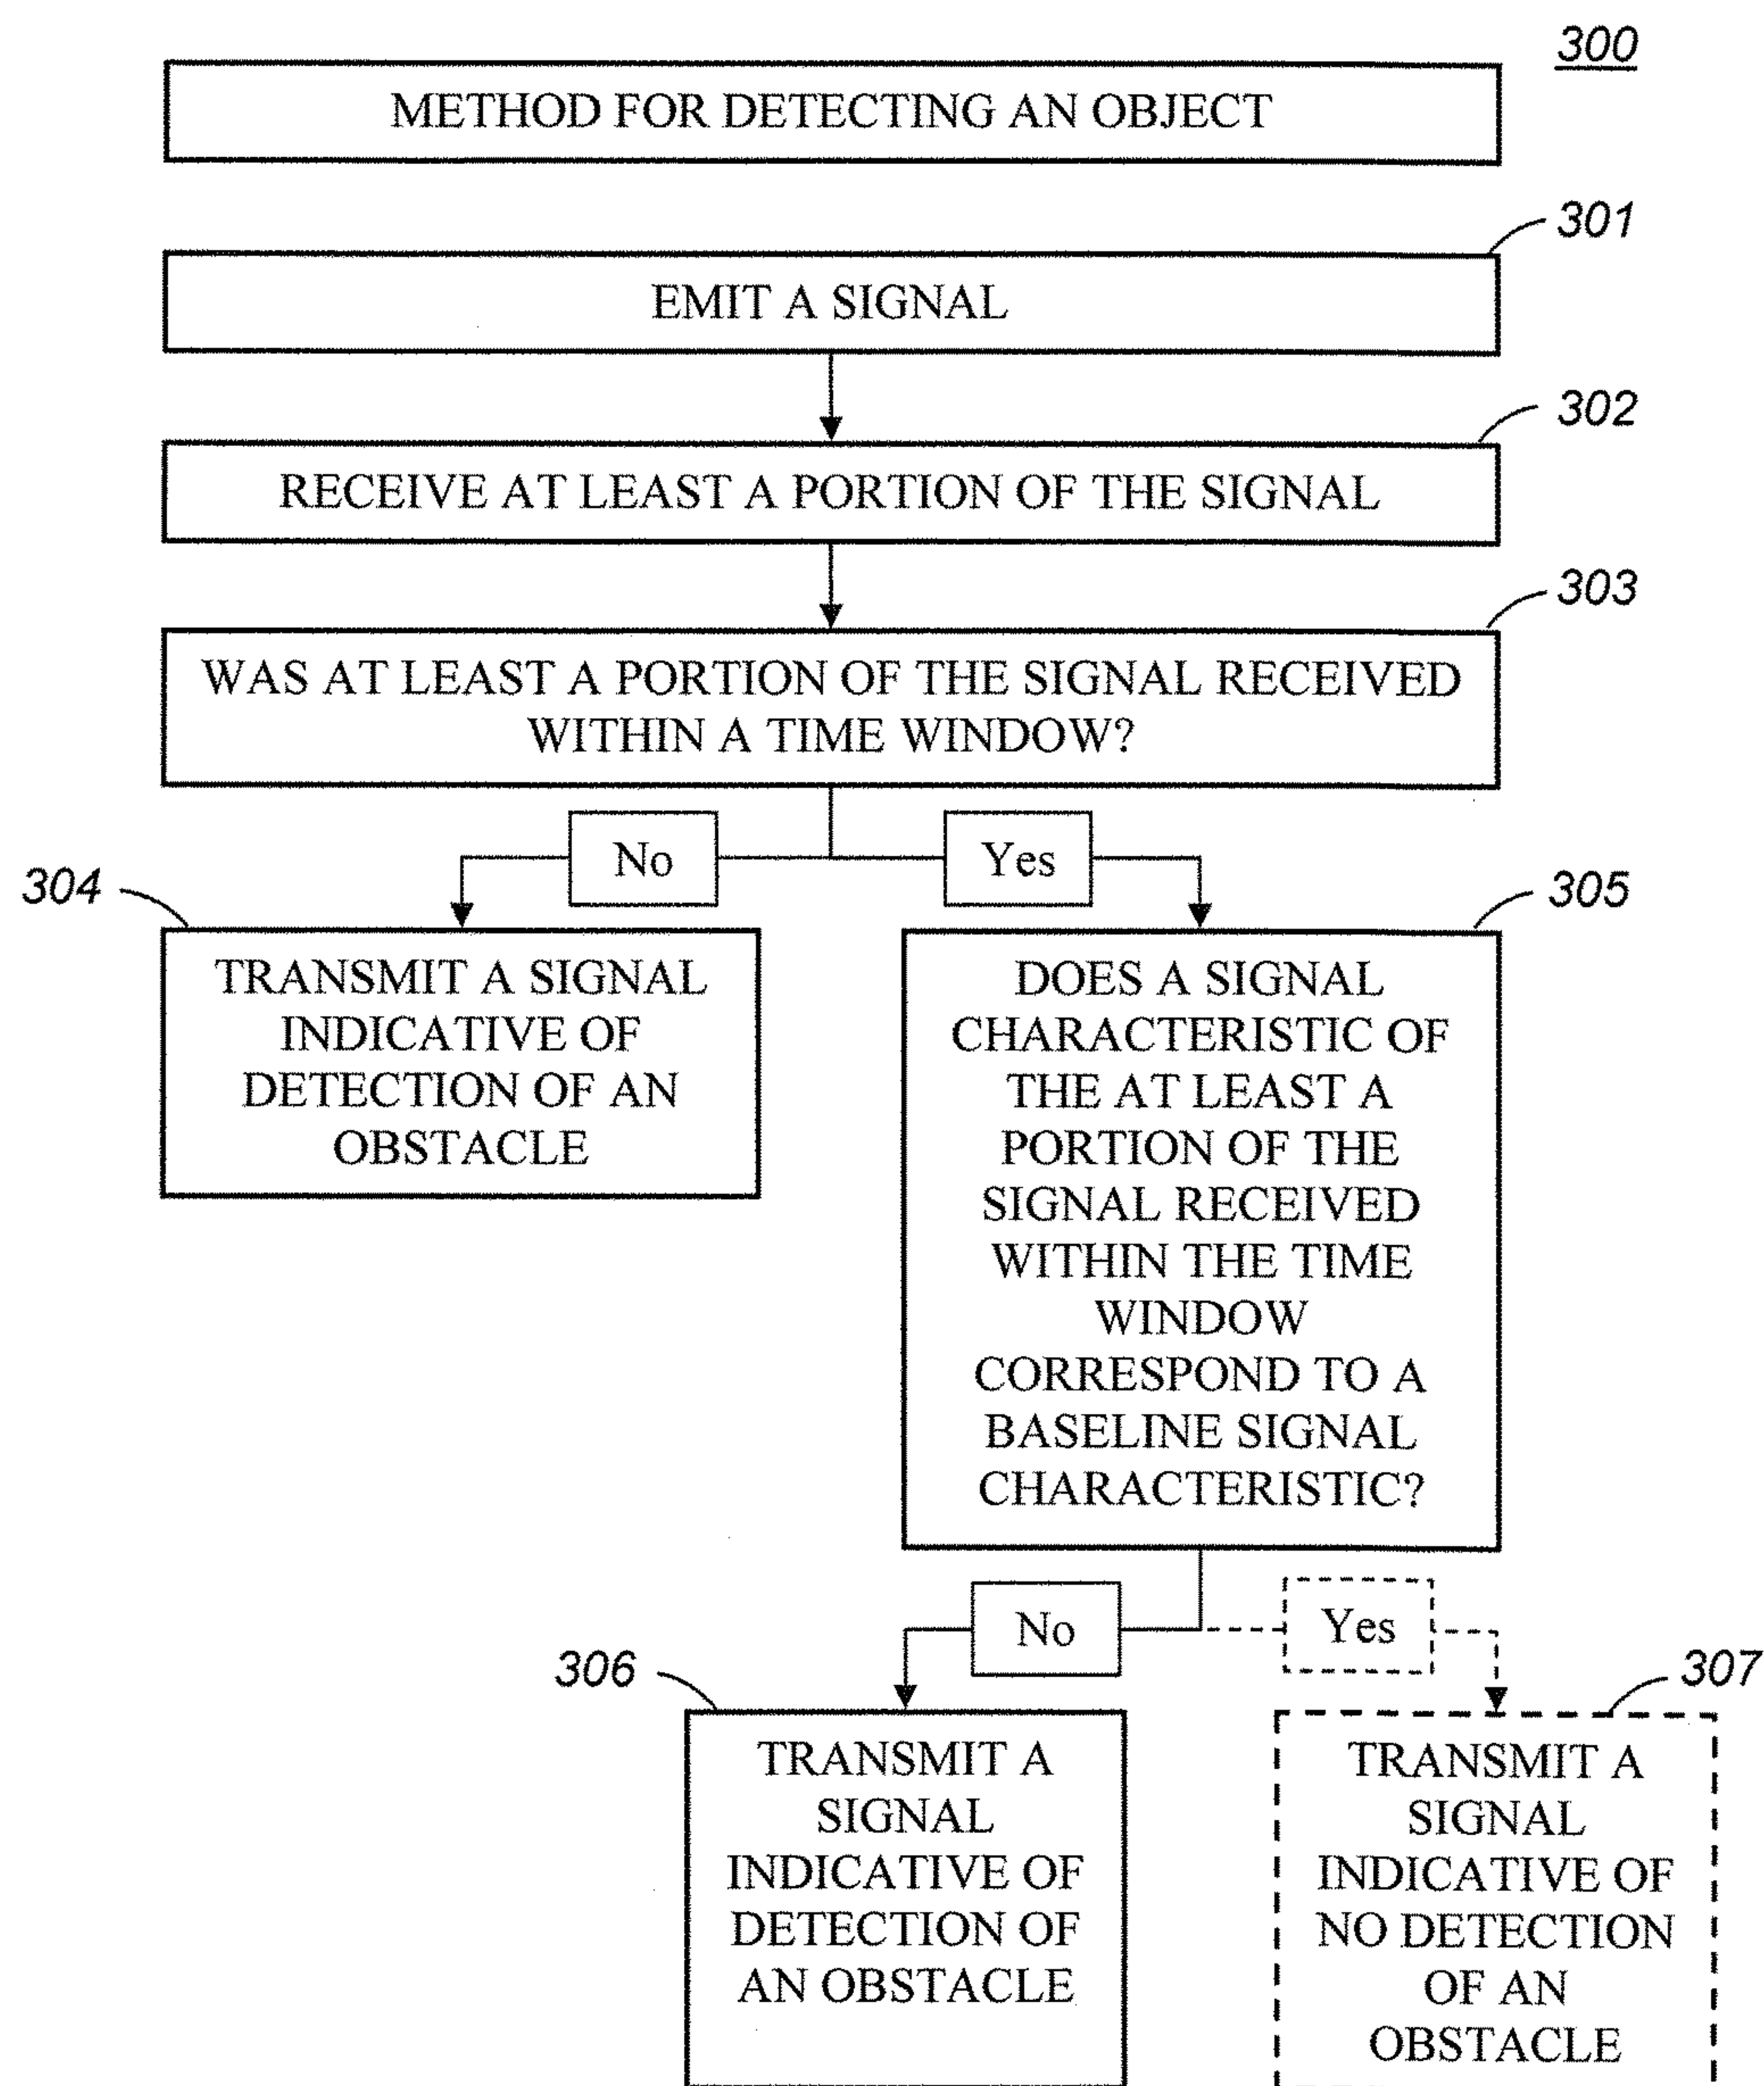 300
METHOD FOR DETECTING AN OBJECT
301
EMIT A SIGNAL
302
RECEIVE AT LEAST A PORTION OF THE SIGNAL
303
WAS AT LEAST A PORTION OF THE SIGNAL RECEIVED
WITHIN A TIME WINDOW?
No
Yes
304
TRANSMIT A SIGNAL
INDICATIVE OF
DETECTION OF AN
OBSTACLE
305
DOES A SIGNAL
CHARACTERISTIC OF
THE AT LEAST A
PORTION OF THE
SIGNAL RECEIVED
WITHIN THE TIME
WINDOW
CORRESPOND TO A
BASELINE SIGNAL
CHARACTERISTIC?
No
Yes
306
TRANSMIT A
SIGNAL
INDICATIVE OF
DETECTION OF
AN OBSTACLE
307
TRANSMIT A
SIGNAL
INDICATIVE OF
NO DETECTION
OF AN
OBSTACLE